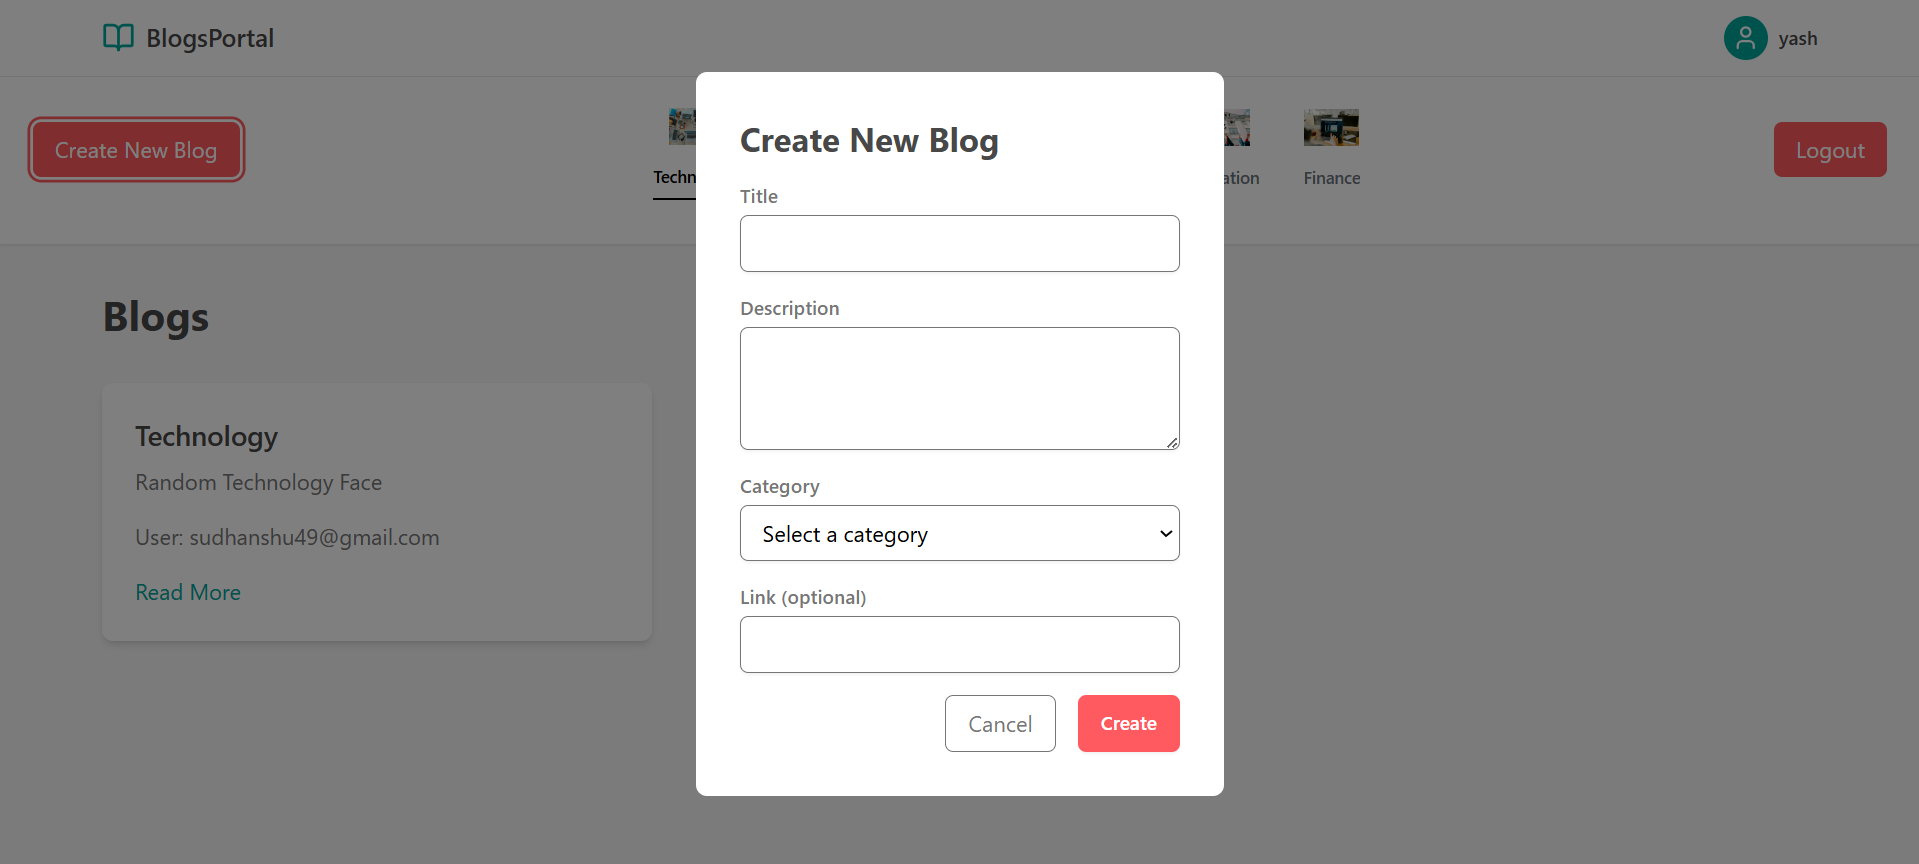 BlogsPortal
yash
Create New Blog
Techn
ation
Finance
Logout
Create New Blog
Title
Description
Category
Select a category
Link (optional)
Cancel
Create
Blogs
Technology
Random Technology Face
User: sudhanshu49@gmail.com
Read More